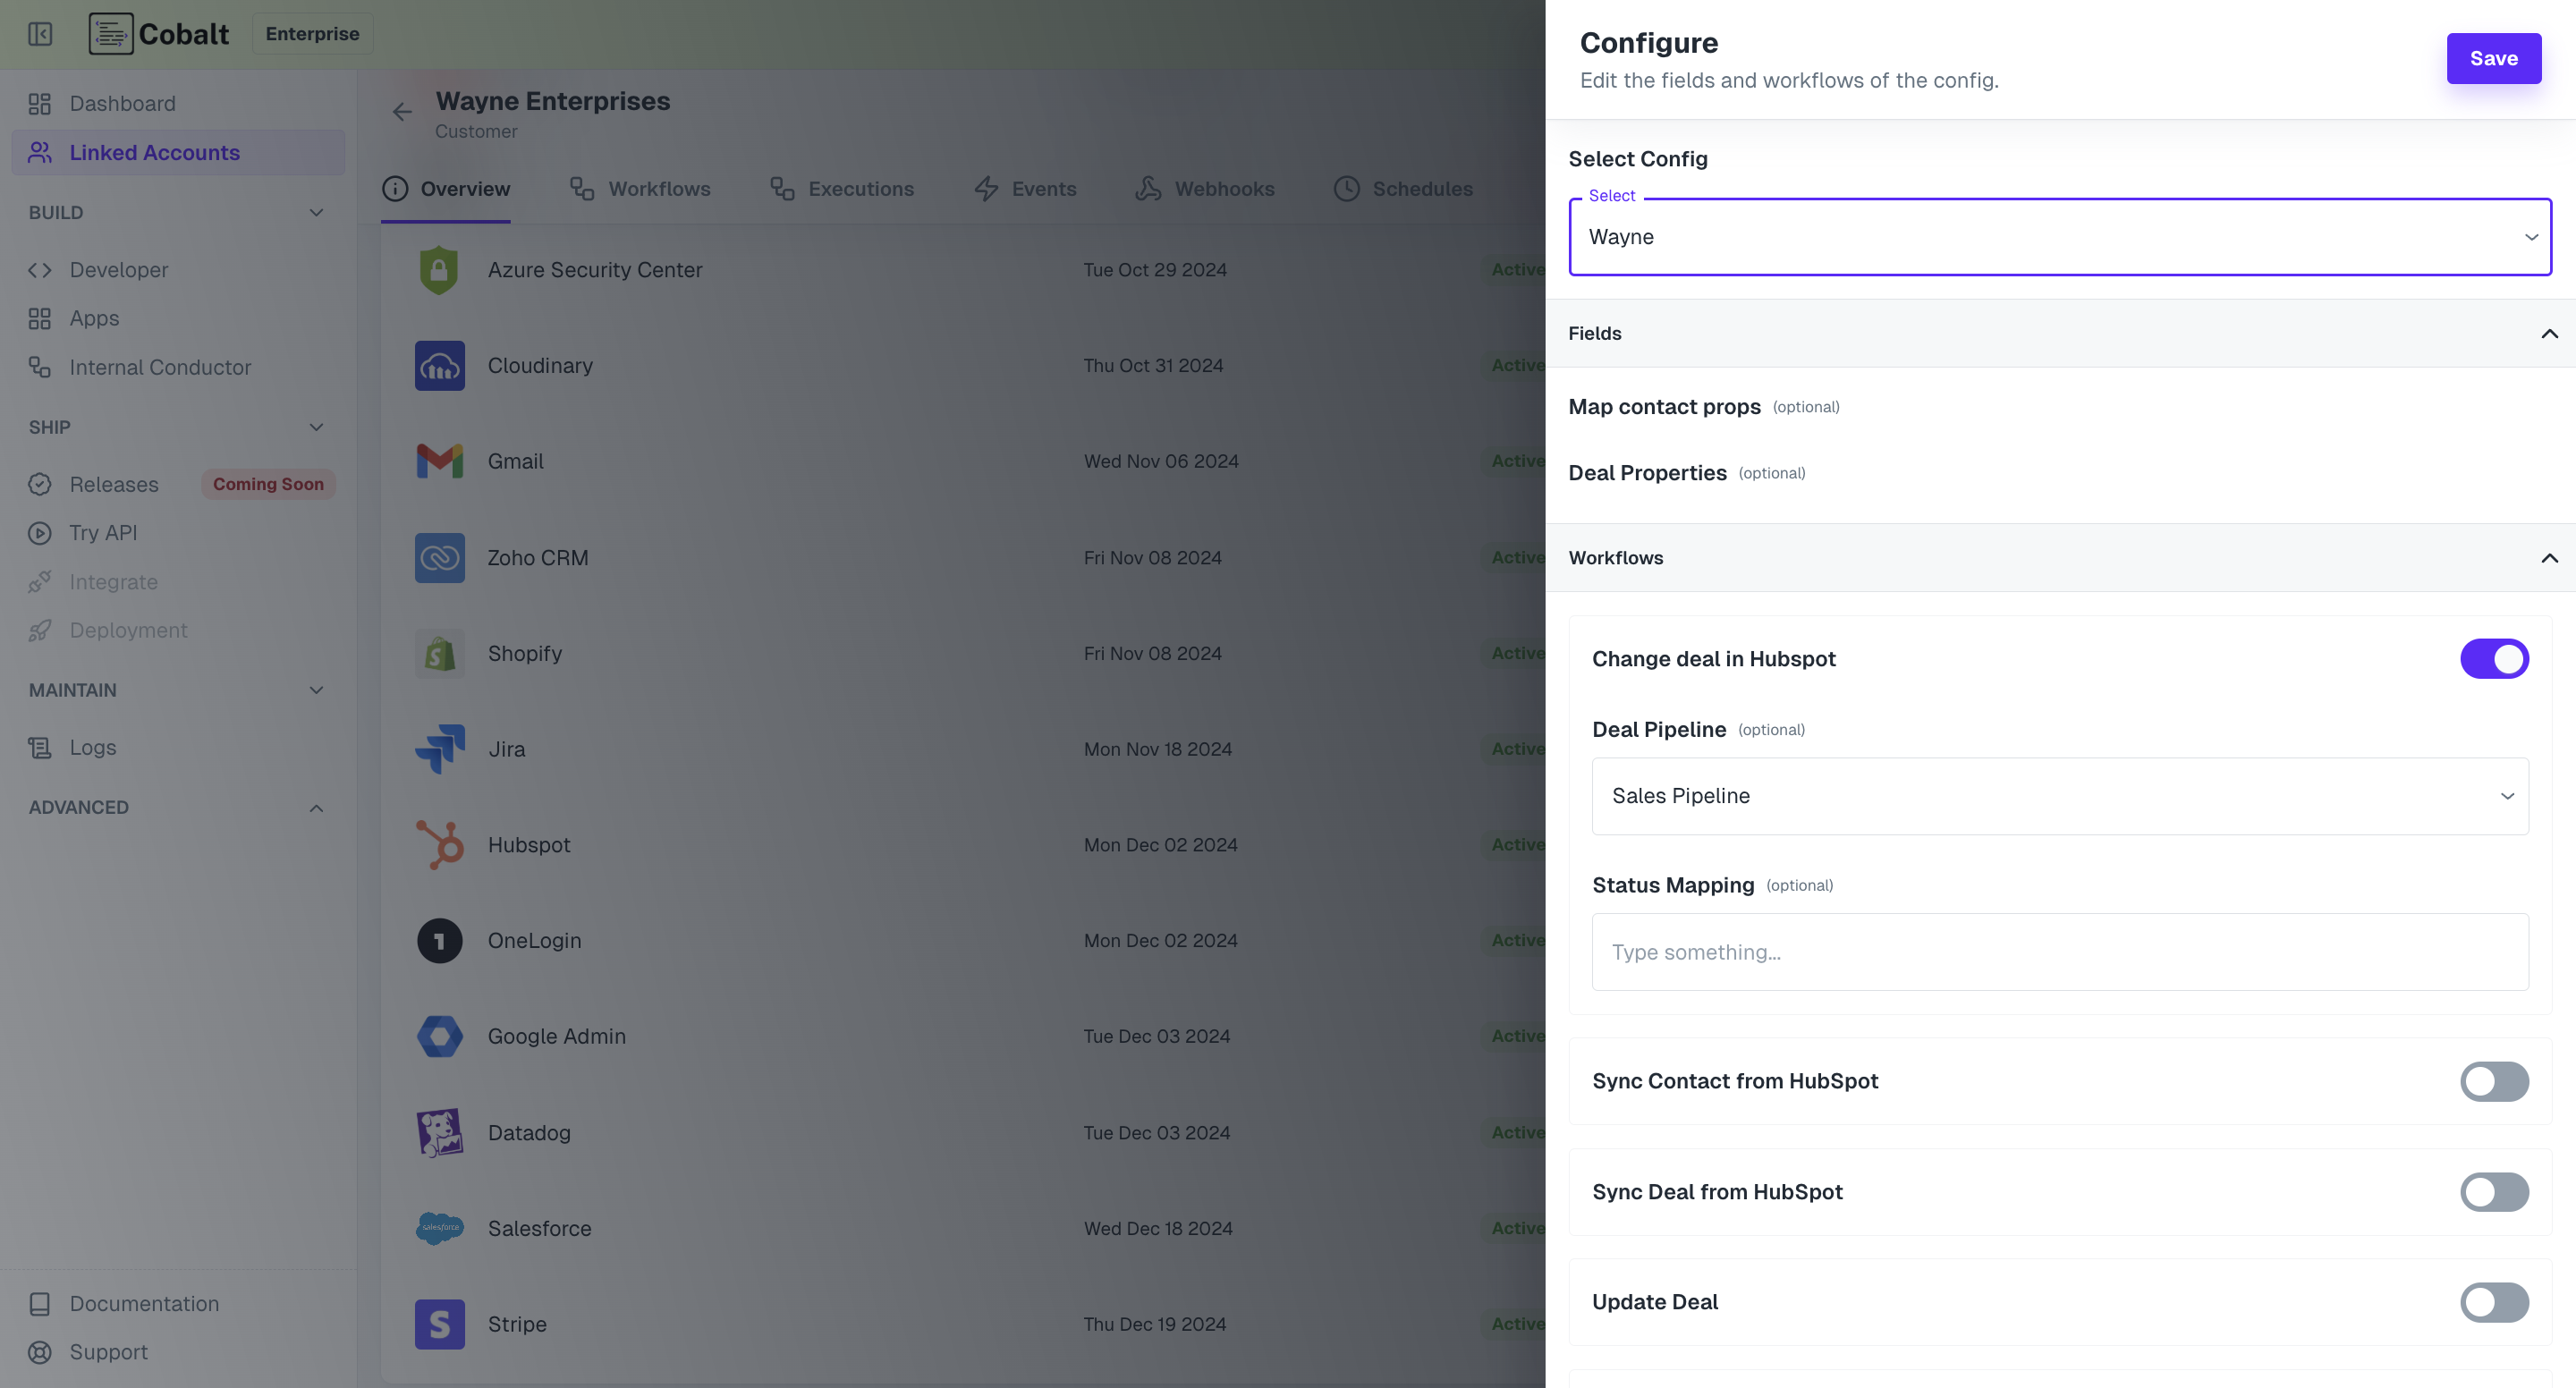 Cobalt
Enterprise
Dashboard
Linked Accounts
BUILD
Developer
Apps
Internal Conductor
SHIP
Releases
Coming Soon
Try API
Integrate
Deployment
MAINTAIN
Logs
ADVANCED
Documentation
Support
Wayne Enterprises
Customer
Overview
Workflows
Executions
Events
Webhooks
Schedules
Azure Security Center Tue Oct 29 2024 Active
Cloudinary Thu Oct 31 2024 Active
Gmail Wed Nov 06 2024 Active
Zoho CRM Fri Nov 08 2024 Active
Shopify Fri Nov 08 2024 Active
Jira Mon Nov 18 2024 Active
Hubspot Mon Dec 02 2024 Active
OneLogin Mon Dec 02 2024 Active
Google Admin Tue Dec 03 2024 Active
Datadog Tue Dec 03 2024 Active
salesforce
Salesforce Wed Dec 18 2024 Active
Stripe Thu Dec 19 2024 Active
Configure
Edit the fields and workflows of the config.
Save
Select Config
Select
Wayne
Fields
Map contact props (optional)
Deal Properties (optional)
Workflows
Change deal in Hubspot
Deal Pipeline (optional)
Sales Pipeline
Status Mapping (optional)
Type something...
Sync Contact from HubSpot
Sync Deal from HubSpot
Update Deal